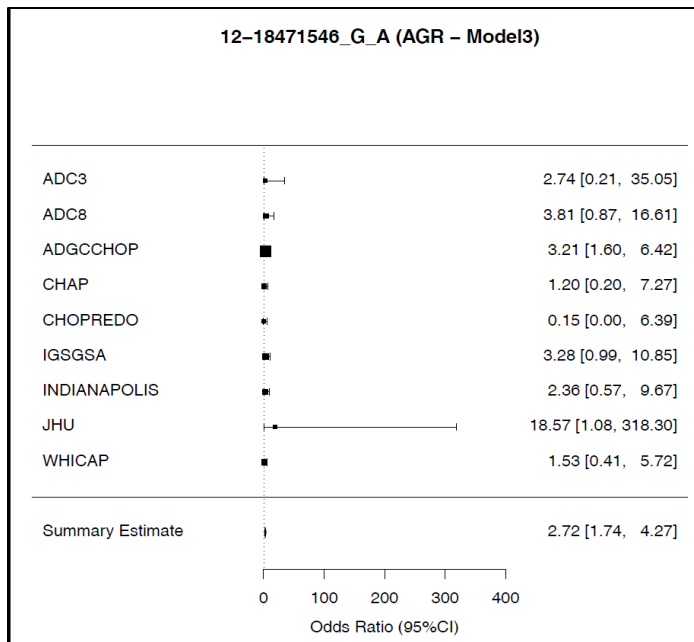 12−18471546_G_A (AGR − Model3)
ADC3 2.74 [0.21, 35.05]
ADC8 3.81 [0.87, 16.61]
ADGCCHOP 3.21 [1.60, 6.42]
CHAP 1.20 [0.20, 7.27]
CHOPREDO 0.15 [0.00, 6.39]
IGSGSA 3.28 [0.99, 10.85]
INDIANAPOLIS 2.36 [0.57, 9.67]
JHU 18.57 [1.08, 318.30]
WHICAP 1.53 [0.41, 5.72]
Summary Estimate 2.72 [1.74, 4.27]
0 100 200 300 400
Odds Ratio (95%CI)